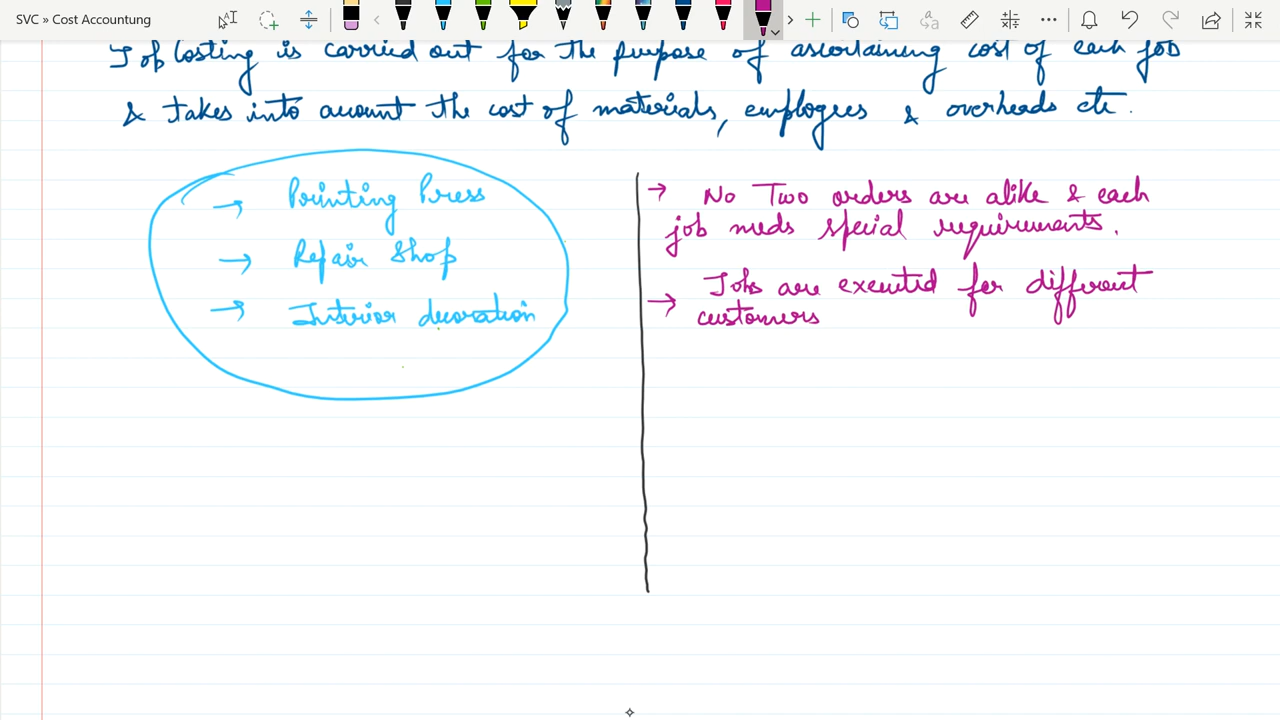 SVC » Cost Accountung
Job Costing is carried out for the purpose of ascertaining cost of each job
& takes into account the cost of materials, employees & overheads etc.
→ Printing Press
→ Repair Shop
→ Interior decoration
→ No Two orders are alike & each
job needs special requirements.
→ Jobs are executed for different
customers